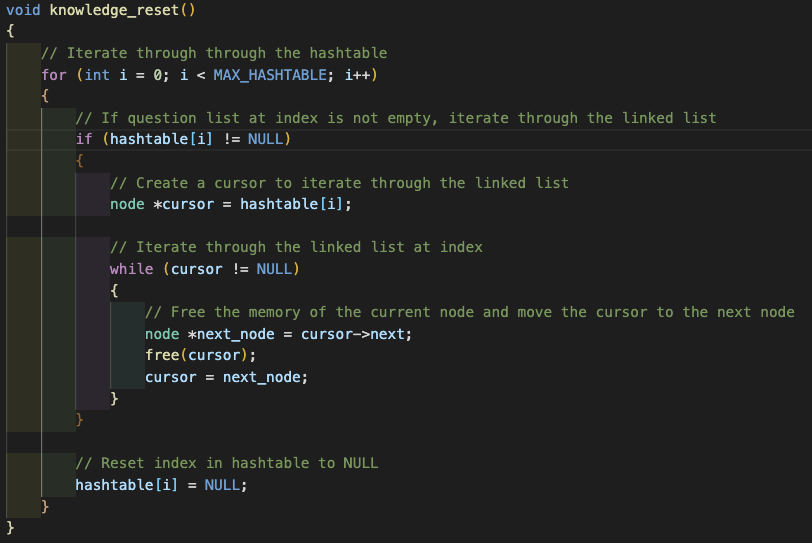 void knowledge_reset()
{
    // Iterate through through the hashtable
    for (int i = 0; i < MAX_HASHTABLE; i++)
    {
        // If question list at index is not empty, iterate through the linked list
        if (hashtable[i] != NULL)
        {
            // Create a cursor to iterate through the linked list
            node *cursor = hashtable[i];

            // Iterate through the linked list at index
            while (cursor != NULL)
            {
                // Free the memory of the current node and move the cursor to the next node
                node *next_node = cursor->next;
                free(cursor);
                cursor = next_node;
            }
        }

        // Reset index in hashtable to NULL
        hashtable[i] = NULL;
    }
}